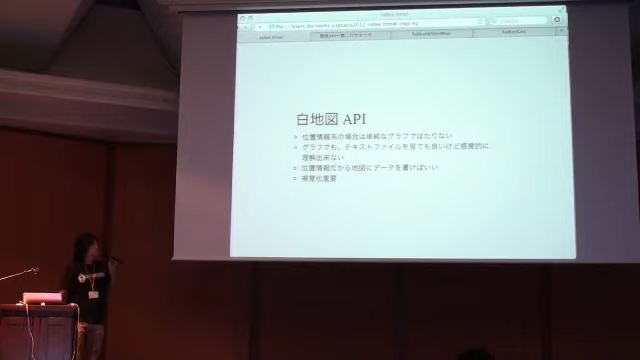 index.html
白地図 API
位置情報系の場合は単純なグラフではたりない
グラフでも、テキストファイルを見ても良いけど感覚的に
理解出来ない
位置情報だから地図にデータを書けばいい
視覚化重要